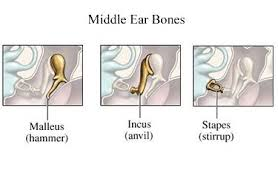 Middle Ear Bones
Malleus
(hammer)
Incus
(anvil)
Stapes
(stirrup)